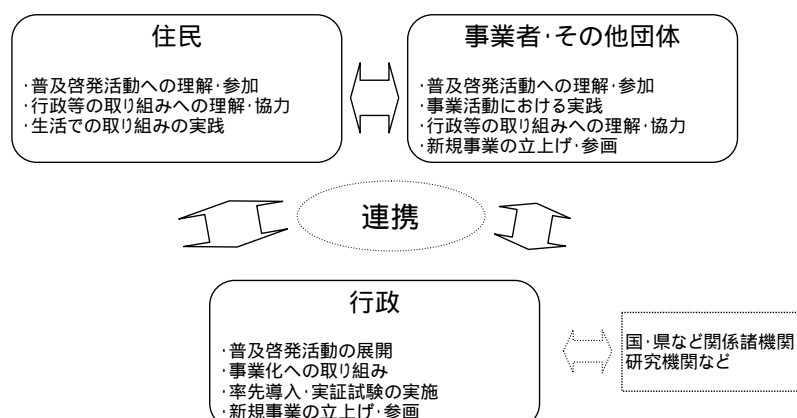 住民
・普及啓発活動への理解・参加
・行政等の取り組みへの理解・協力
・生活での取り組みの実践
事業者・その他団体
・普及啓発活動への理解・参加
・事業活動における実践
・行政等の取り組みへの理解・協力
・新規事業の立上げ・参画
連携
行政
・普及啓発活動の展開
・事業化への取り組み
・率先導入・実証試験の実施
・新規事業の立上げ・参画
国・県など関係諸機関
研究機関など